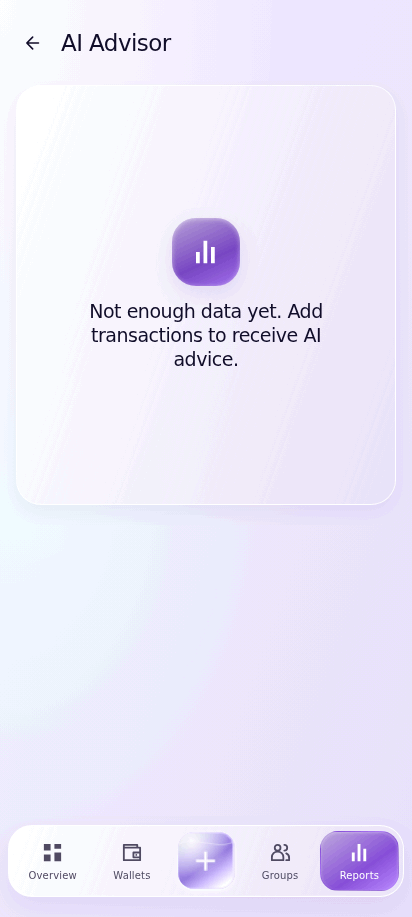 AI Advisor
Not enough data yet. Add
transactions to receive AI
advice.
Overview
Wallets
Groups
Reports